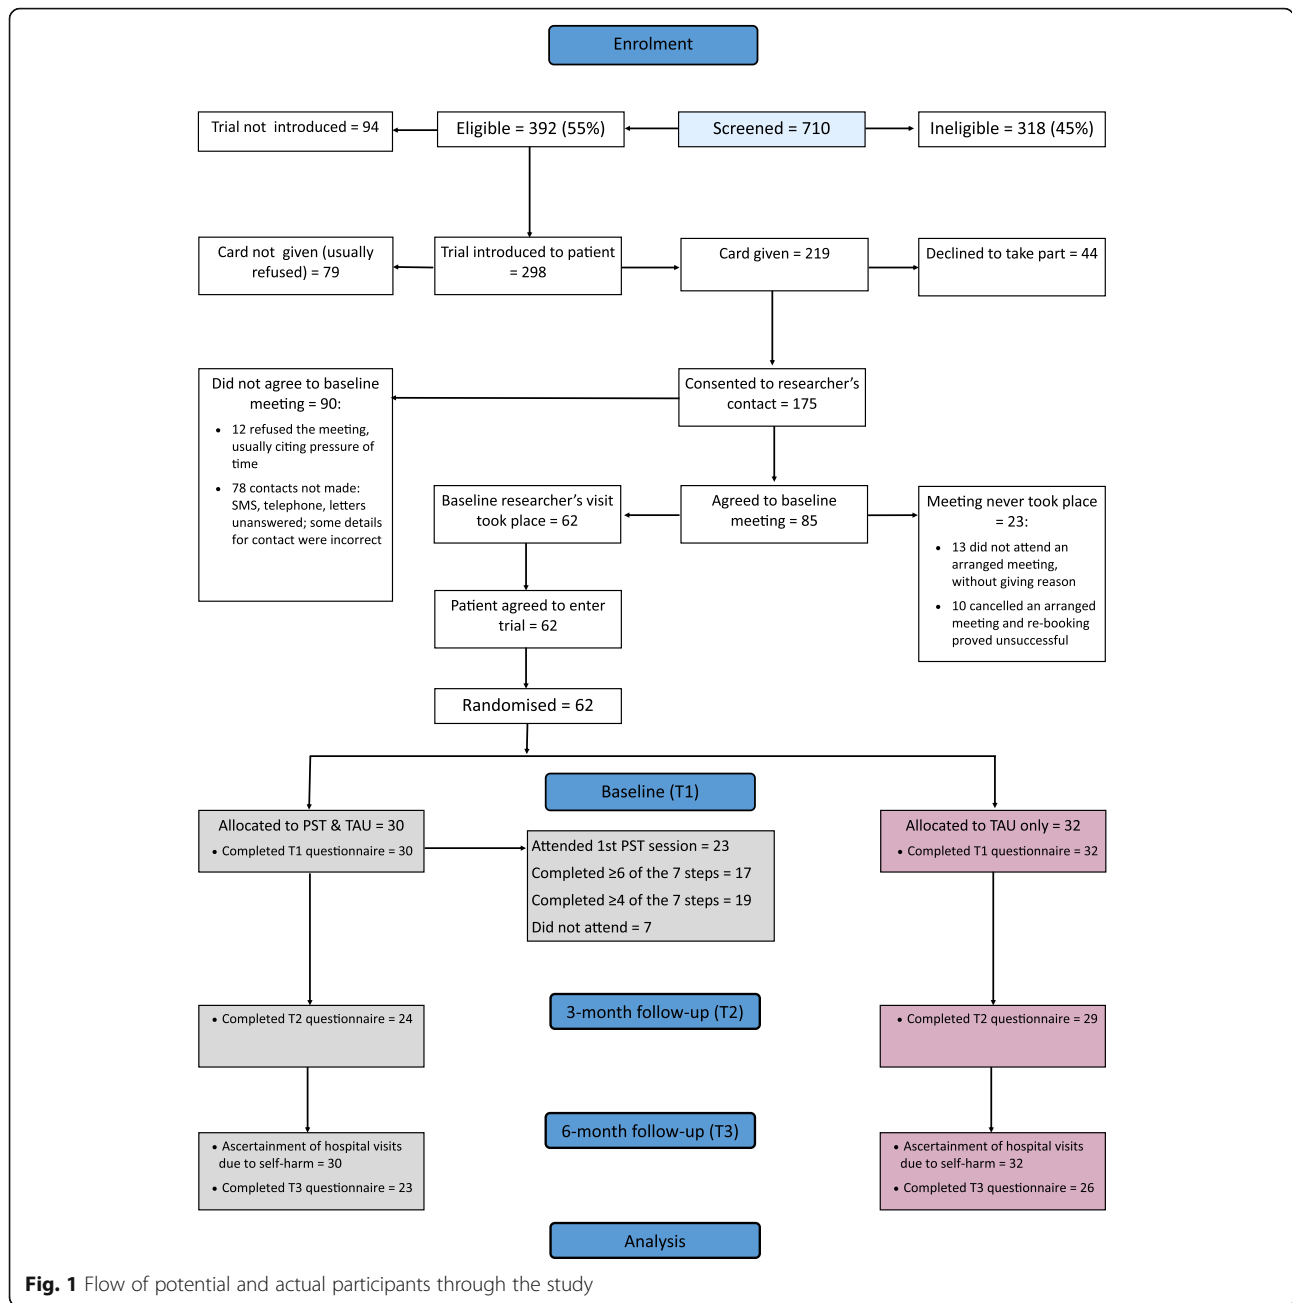 Enrolment
Trial not introduced = 94
Eligible = 392 (55%)
Screened = 710
Ineligible = 318 (45%)
Card not given (usually
refused) = 79
Trial introduced to patient
= 298
Card given = 219
Declined to take part = 44
Did not agree to baseline
meeting = 90:
• 12 refused the meeting,
usually citing pressure of
time
• 78 contacts not made:
SMS, telephone, letters
unanswered; some details
for contact were incorrect
Consented to researcher's
contact = 175
Baseline researcher's visit
took place = 62
Agreed to baseline
meeting = 85
Meeting never took place
= 23:
• 13 did not attend an
arranged meeting,
without giving reason
• 10 cancelled an arranged
meeting and re-booking
proved unsuccessful
Patient agreed to enter
trial = 62
Randomised = 62
Baseline (T1)
Allocated to PST & TAU = 30
• Completed T1 questionnaire = 30
Attended 1st PST session = 23
Completed ≥6 of the 7 steps = 17
Completed ≥4 of the 7 steps = 19
Did not attend = 7
Allocated to TAU only = 32
• Completed T1 questionnaire = 32
3-month follow-up (T2)
• Completed T2 questionnaire = 24
• Completed T2 questionnaire = 29
6-month follow-up (T3)
• Ascertainment of hospital visits
due to self-harm = 30
• Completed T3 questionnaire = 23
• Ascertainment of hospital visits
due to self-harm = 32
• Completed T3 questionnaire = 26
Analysis
Fig. 1 Flow of potential and actual participants through the study